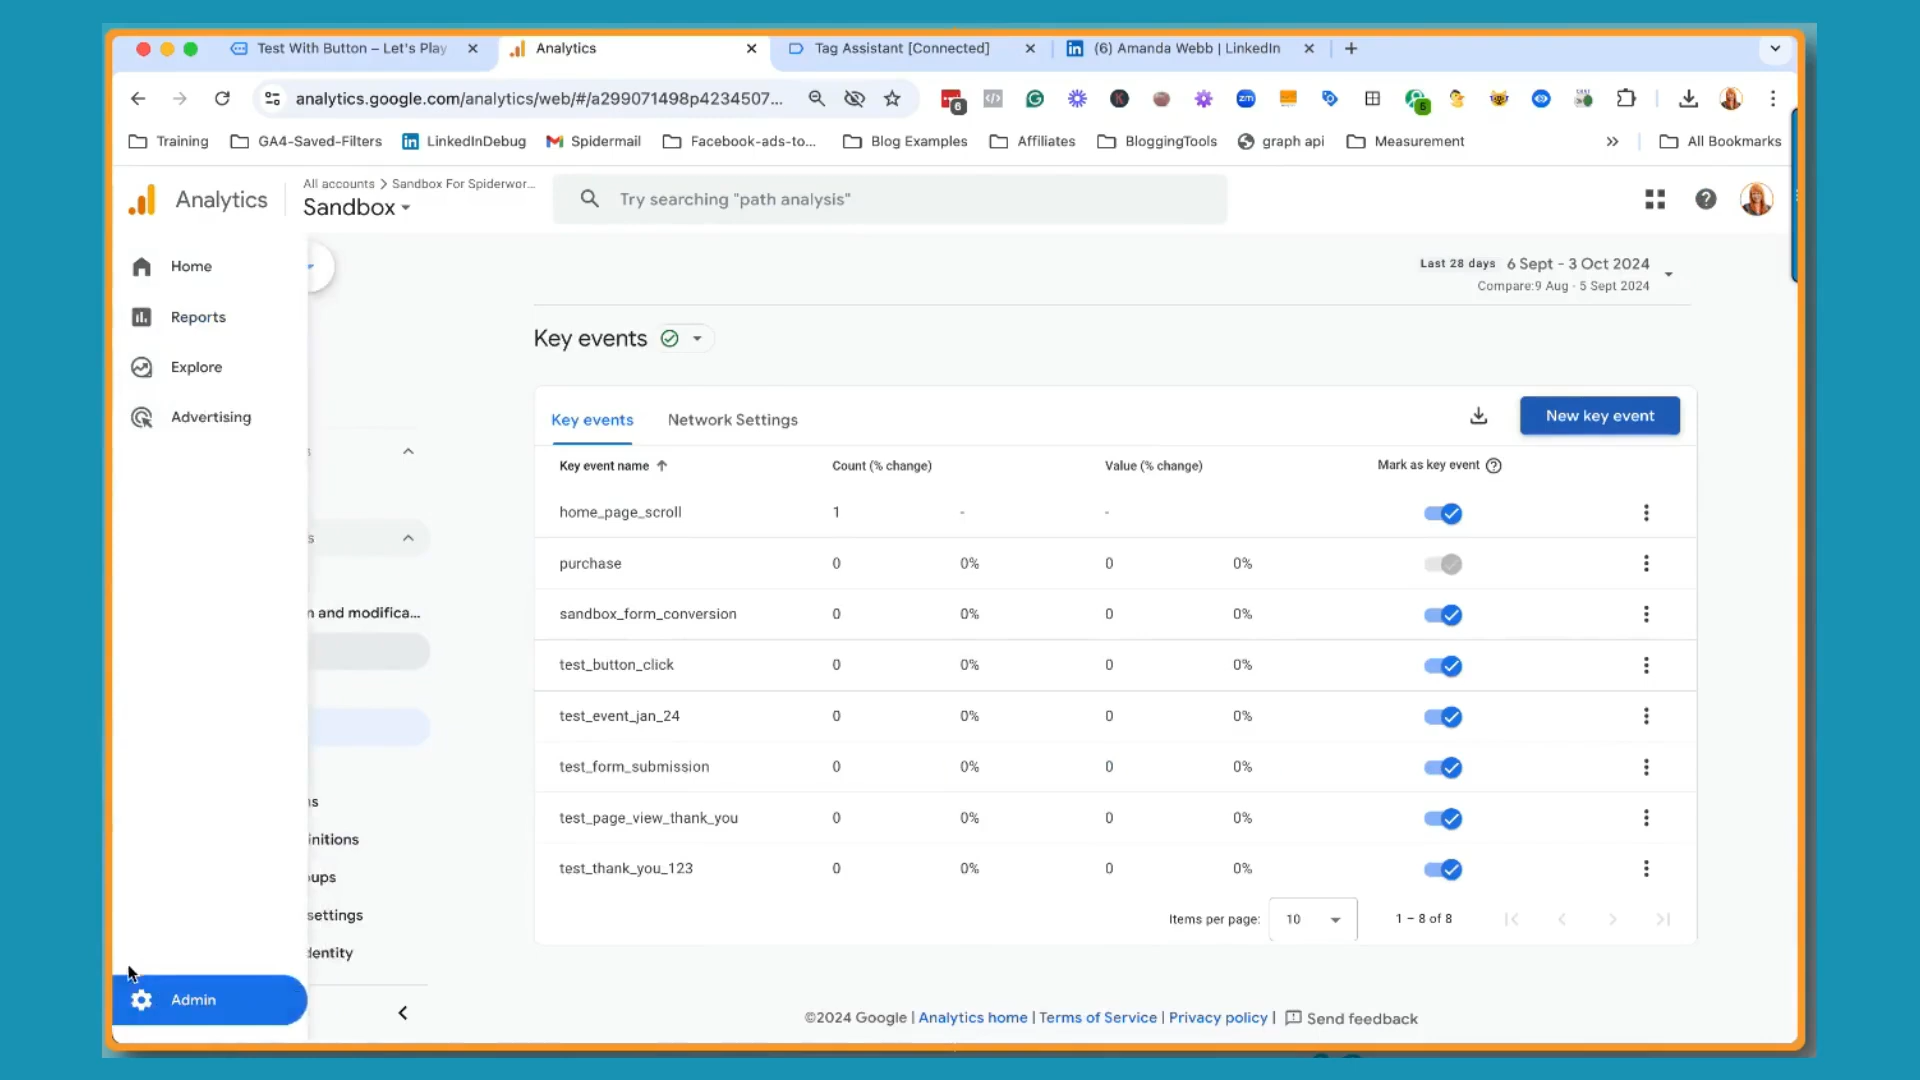 Test With Button – Let's Play
Analytics
Tag Assistant [Connected]
(6) Amanda Webb | LinkedIn
analytics.google.com/analytics/web/#/a299071498p4234507...
6
zm
5
Training
GA4-Saved-Filters
LinkedInDebug
Spidermail
Facebook-ads-to...
Blog Examples
Affiliates
BloggingTools
graph api
Measurement
All Bookmarks
Analytics
All accounts > Sandbox For Spiderwor...
Sandbox
Try searching "path analysis"
Home
Reports
Explore
Advertising
Admin
s
s
n and modifica...
ns
initions
oups
settings
dentity
Last 28 days 6 Sept - 3 Oct 2024
Compare:9 Aug - 5 Sept 2024
Key events
Key events
Network Settings
New key event
Key event name
Count (% change)
Value (% change)
Mark as key event
home_page_scroll 1 - -
purchase 0 0% 0 0%
sandbox_form_conversion 0 0% 0 0%
test_button_click 0 0% 0 0%
test_event_jan_24 0 0% 0 0%
test_form_submission 0 0% 0 0%
test_page_view_thank_you 0 0% 0 0%
test_thank_you_123 0 0% 0 0%
Items per page: 10 1 – 8 of 8
©2024 Google | Analytics home | Terms of Service | Privacy policy | Send feedback